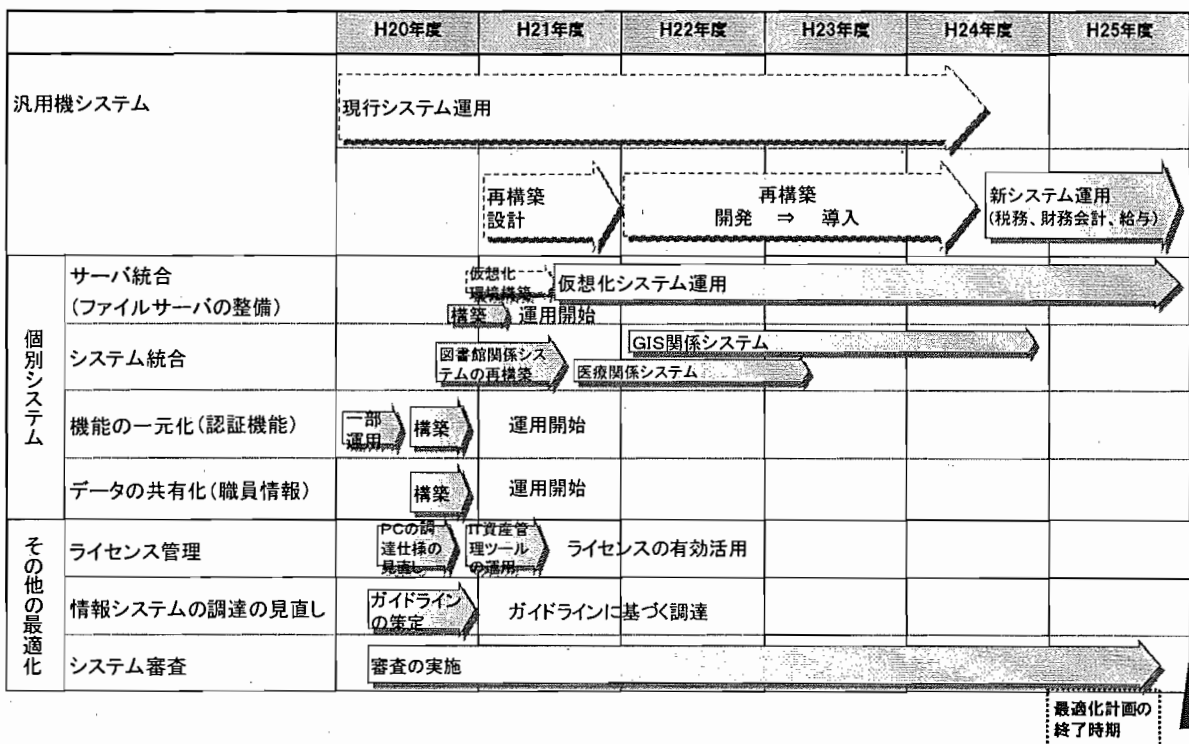 H20年度 H21年度 H22年度 H23年度 H24年度 H25年度
汎用機システム
現行システム運用
再構築
設計
再構築
開発 ⇒ 導入
新システム運用
(税務、財務会計、給与)
個別システム
サーバ統合
(ファイルサーバの整備)
仮想化
環境構築
仮想化システム運用
構築
運用開始
システム統合
図書館関係シス
テムの再構築
GIS関係システム
医療関係システム
機能の一元化(認証機能)
一部
運用
構築
運用開始
データの共有化(職員情報)
構築
運用開始
その他の最適化
ライセンス管理
PCの調
達仕様の
見直し
IT資産管
理ツール
の運用
ライセンスの有効活用
情報システムの調達の見直し
ガイドライン
の策定
ガイドラインに基づく調達
システム審査
審査の実施
最適化計画の
終了時期